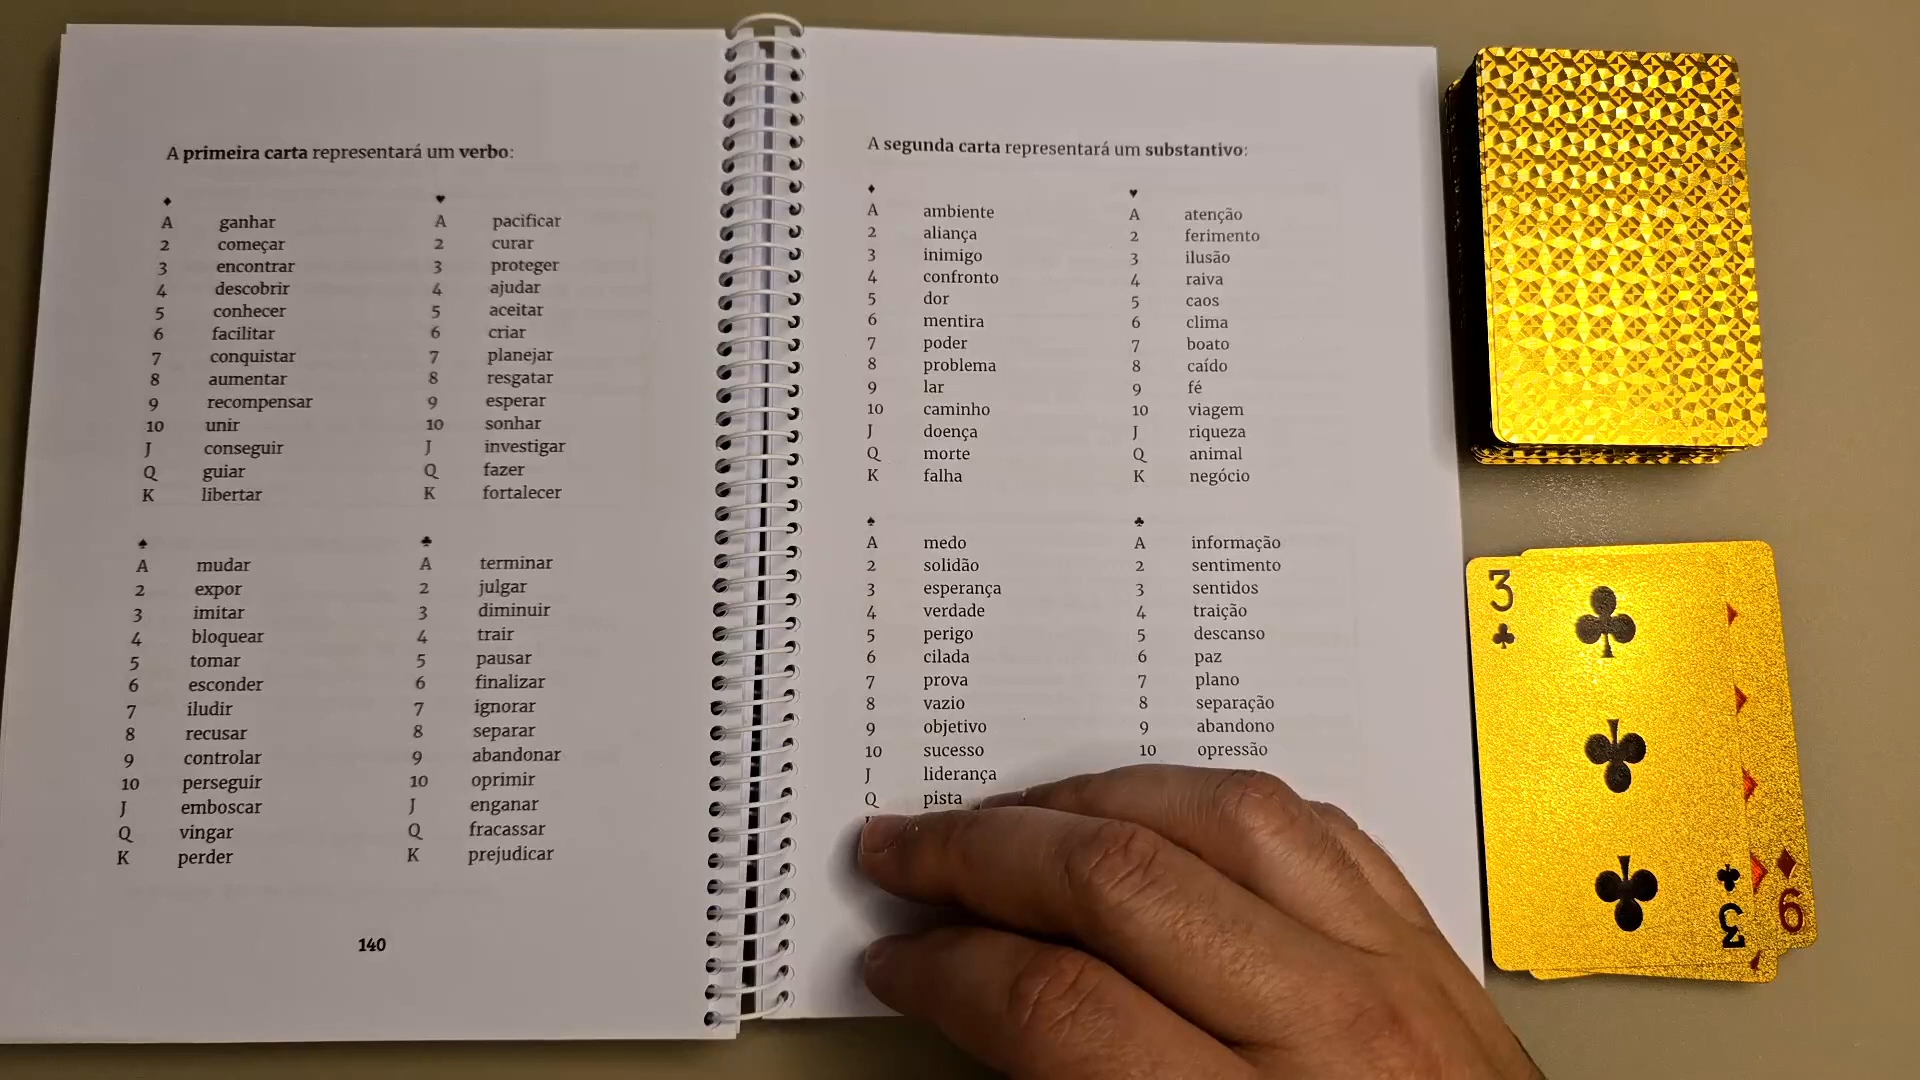 A primeira carta representará um verbo:
♦ ♥
A ganhar A pacificar
2 começar 2 curar
3 encontrar 3 proteger
4 descobrir 4 ajudar
5 conhecer 5 aceitar
6 facilitar 6 criar
7 conquistar 7 planejar
8 aumentar 8 resgatar
9 recompensar 9 esperar
10 unir 10 sonhar
J conseguir J investigar
Q guiar Q fazer
K libertar K fortalecer
♠ ♣
A mudar A terminar
2 expor 2 julgar
3 imitar 3 diminuir
4 bloquear 4 trair
5 tomar 5 pausar
6 esconder 6 finalizar
7 iludir 7 ignorar
8 recusar 8 separar
9 controlar 9 abandonar
10 perseguir 10 oprimir
J emboscar J enganar
Q vingar Q fracassar
K perder K prejudicar
140
A segunda carta representará um substantivo:
♦ ♥
A ambiente A atenção
2 aliança 2 ferimento
3 inimigo 3 ilusão
4 confronto 4 raiva
5 dor 5 caos
6 mentira 6 clima
7 poder 7 boato
8 problema 8 caído
9 lar 9 fé
10 caminho 10 viagem
J doença J riqueza
Q morte Q animal
K falha K negócio
♠ ♣
A medo A informação
2 solidão 2 sentimento
3 esperança 3 sentidos
4 verdade 4 traição
5 perigo 5 descanso
6 cilada 6 paz
7 prova 7 plano
8 vazio 8 separação
9 objetivo 9 abandono
10 sucesso 10 opressão
J liderança
Q pista
3
3
9